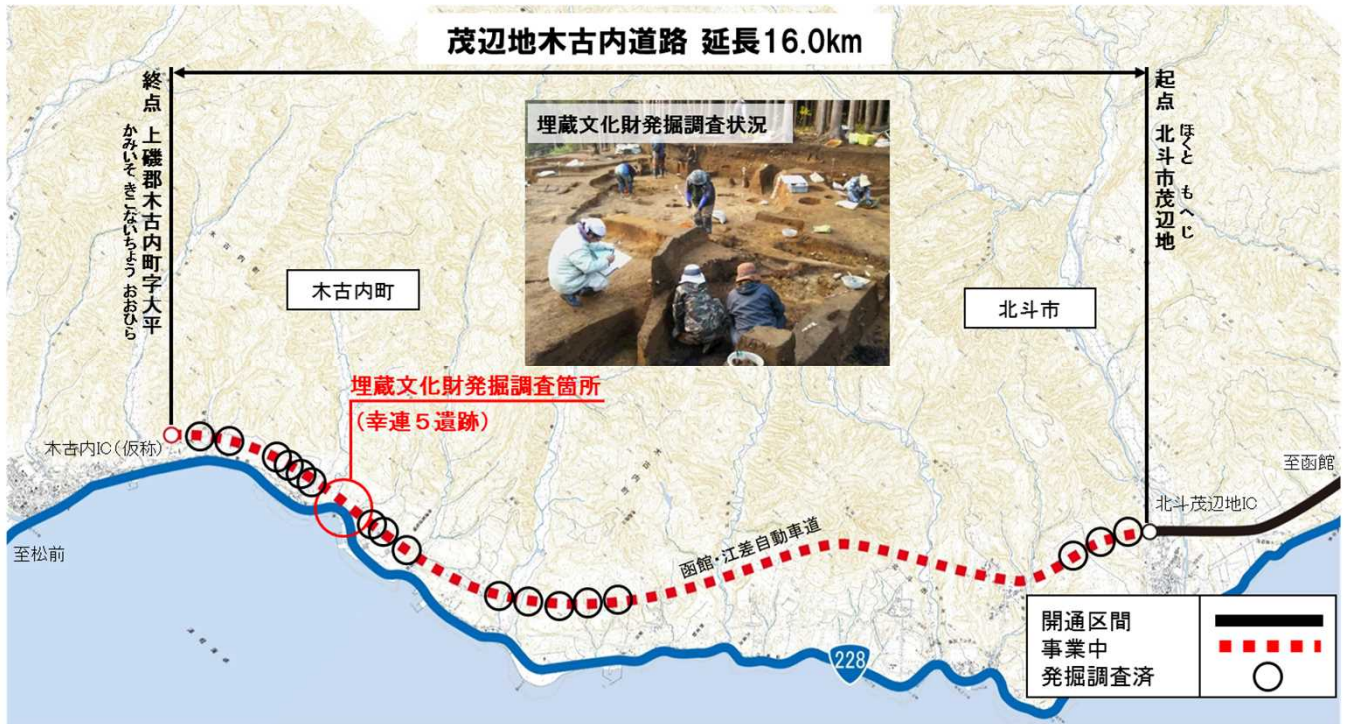 茂辺地木古内道路 延長16.0km
終点 上磯郡木古内町字大平
かみいそ きこないちょう おおひら
起点 北斗市茂辺地
ほくと もへじ
埋蔵文化財発掘調査状況
木古内町
北斗市
埋蔵文化財発掘調査箇所
(幸連5遺跡)
木古内IC(仮称)
至函館
北斗茂辺地IC
至松前
函館・江差自動車道
228
開通区間
事業中
発掘調査済